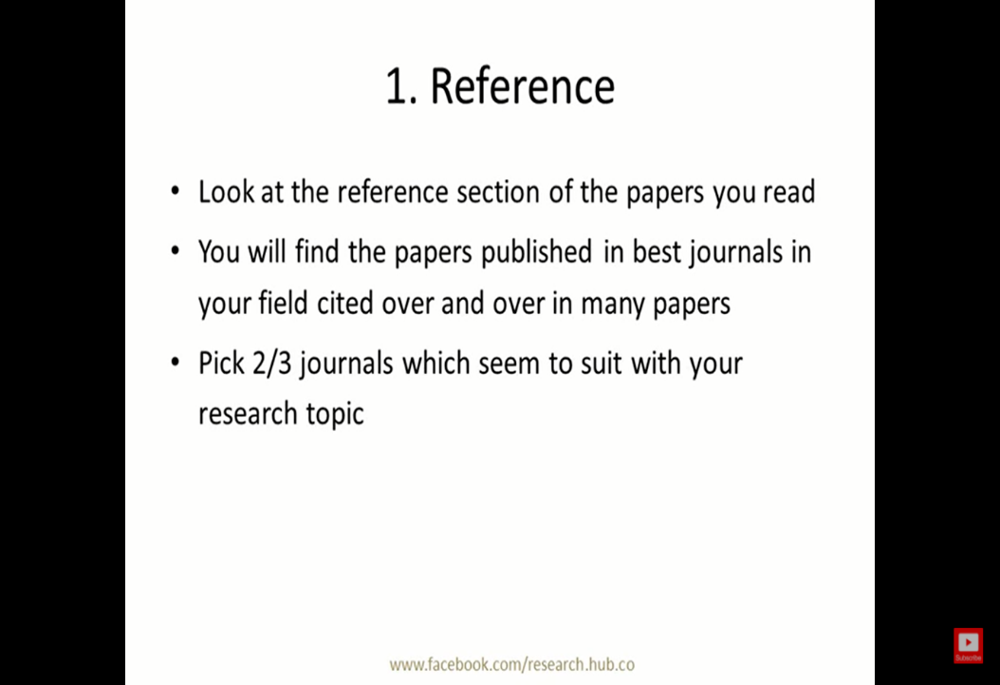 1. Reference
• Look at the reference section of the papers you read
• You will find the papers published in best journals in
your field cited over and over in many papers
• Pick 2/3 journals which seem to suit with your
research topic
www.facebook.com/research.hub.co
Subscribe